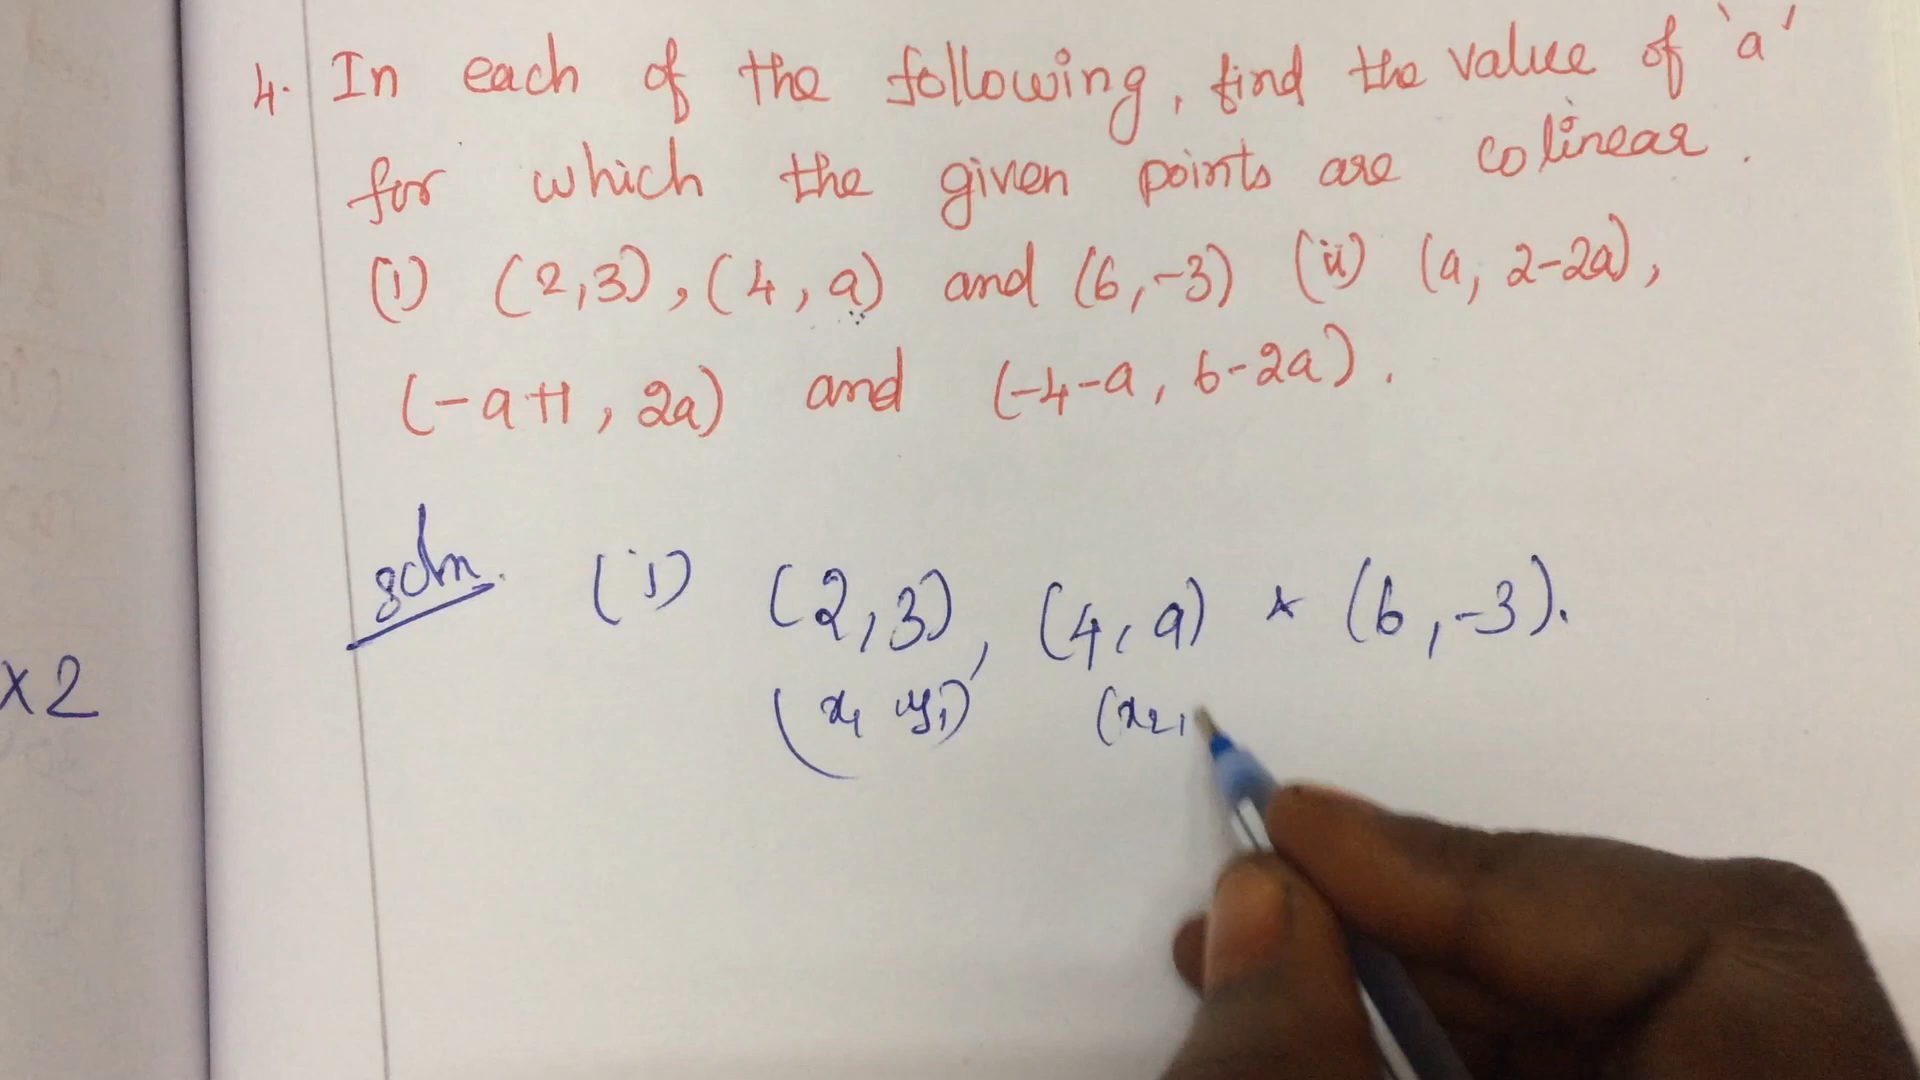 4. In each of the following, find the value of 'a'
for which the given points are colinear.
(i) (2,3), (4,a) and (6,-3) (ii) (a, 2-2a),
(-a+1, 2a) and (-4-a, 6-2a).
soln. (i) (2,3), (4,a) & (6,-3).
(x1 y1) (x2,
x2